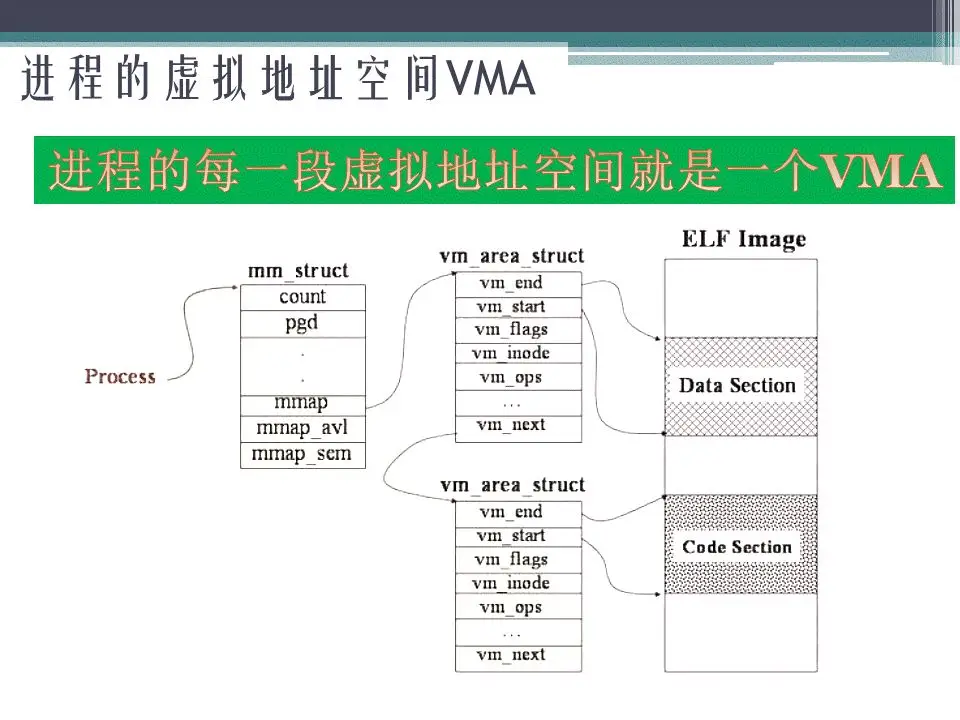 进程的虚拟地址空间VMA
进程的每一段虚拟地址空间就是一个VMA
Process
mm_struct
count
pgd
.
.
mmap
mmap_avl
mmap_sem
vm_area_struct
vm_end
vm_start
vm_flags
vm_inode
vm_ops
...
vm_next
vm_area_struct
vm_end
vm_start
vm_flags
vm_inode
vm_ops
...
vm_next
ELF Image
Data Section
Code Section